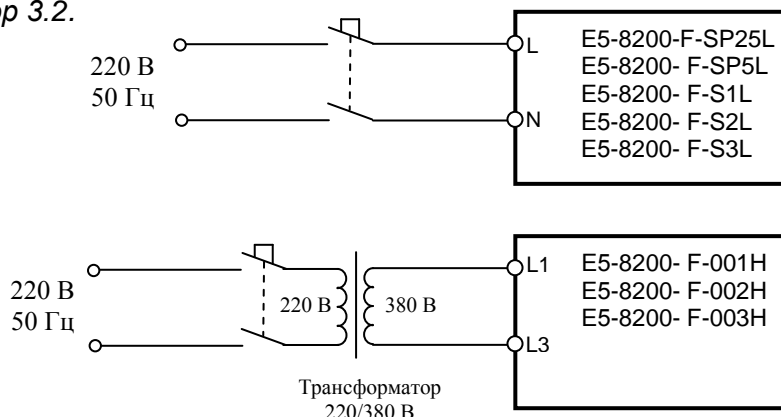 ор 3.2.
220 В
50 Гц
L
N
E5-8200-F-SP25L
E5-8200- F-SP5L
E5-8200- F-S1L
E5-8200- F-S2L
E5-8200- F-S3L
220 В
50 Гц
220 В
380 В
L1
L3
E5-8200- F-001H
E5-8200- F-002H
E5-8200- F-003H
Трансформатор
220/380 В